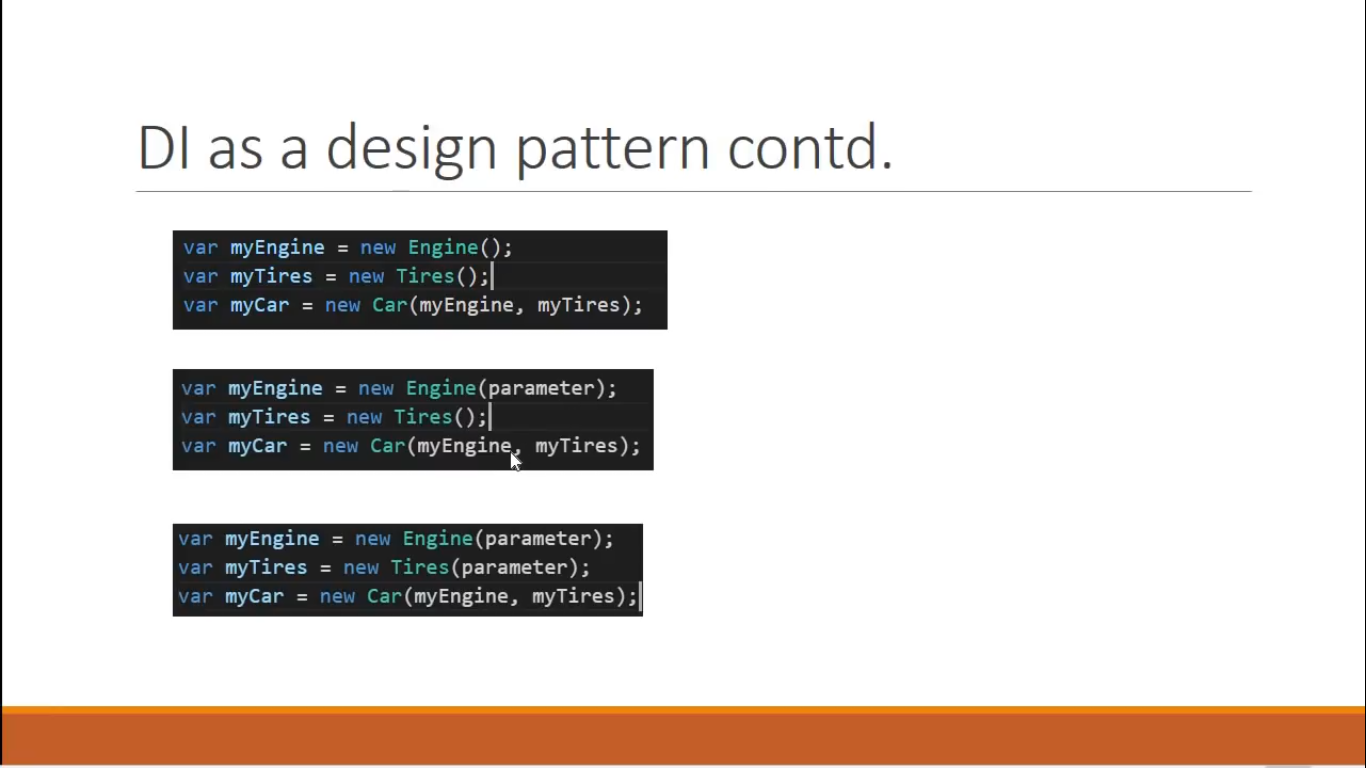 DI as a design pattern contd.
var myEngine = new Engine();
var myTires = new Tires();
var myCar = new Car(myEngine, myTires);
var myEngine = new Engine(parameter);
var myTires = new Tires();
var myCar = new Car(myEngine, myTires);
var myEngine = new Engine(parameter);
var myTires = new Tires(parameter);
var myCar = new Car(myEngine, myTires);